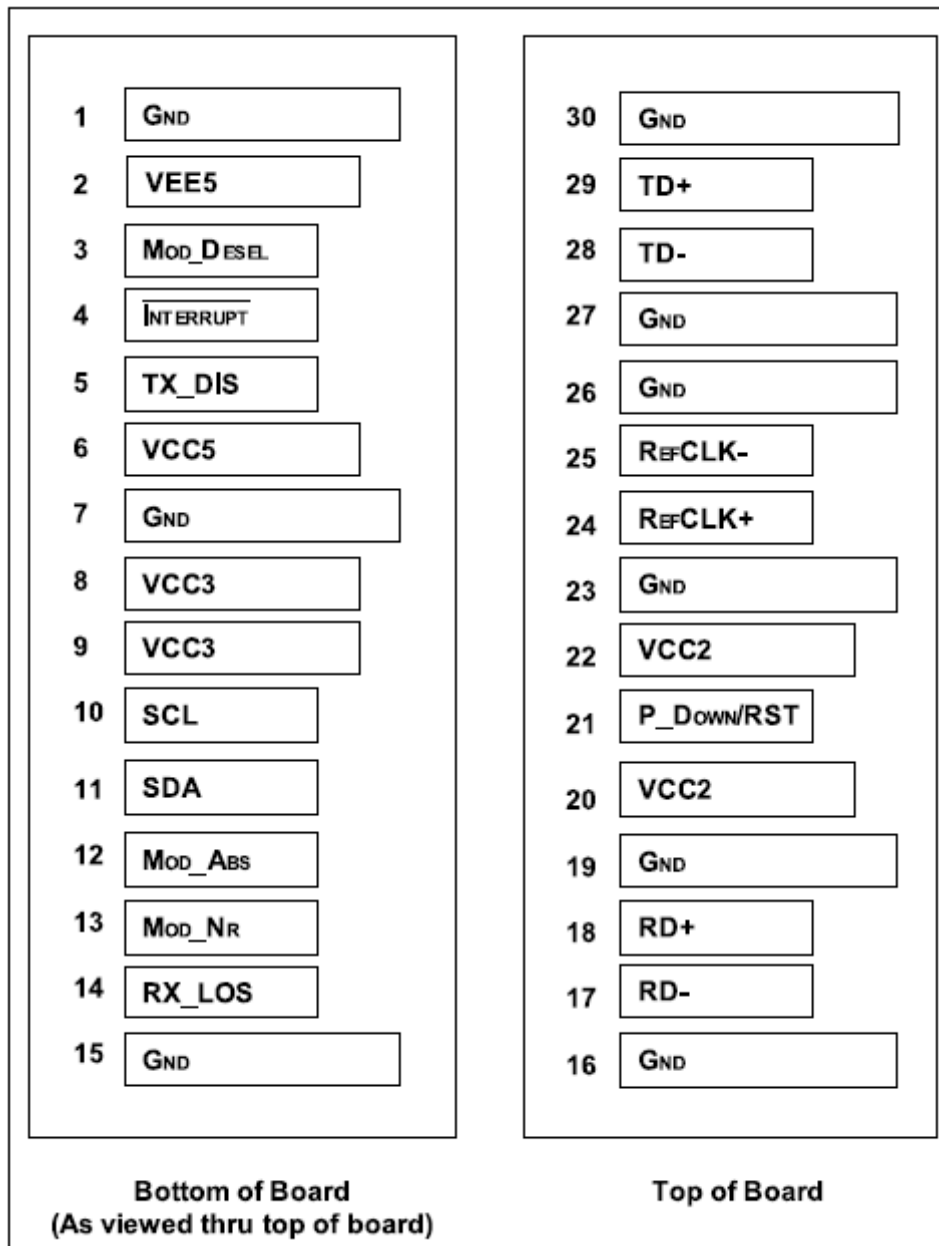 1 GND
2 VEE5
3 MOD_DESEL
4 INTERRUPT
5 TX_DIS
6 VCC5
7 GND
8 VCC3
9 VCC3
10 SCL
11 SDA
12 MOD_ABS
13 MOD_NR
14 RX_LOS
15 GND
Bottom of Board
(As viewed thru top of board)
30 GND
29 TD+
28 TD-
27 GND
26 GND
25 REFCLK-
24 REFCLK+
23 GND
22 VCC2
21 P_DOWN/RST
20 VCC2
19 GND
18 RD+
17 RD-
16 GND
Top of Board